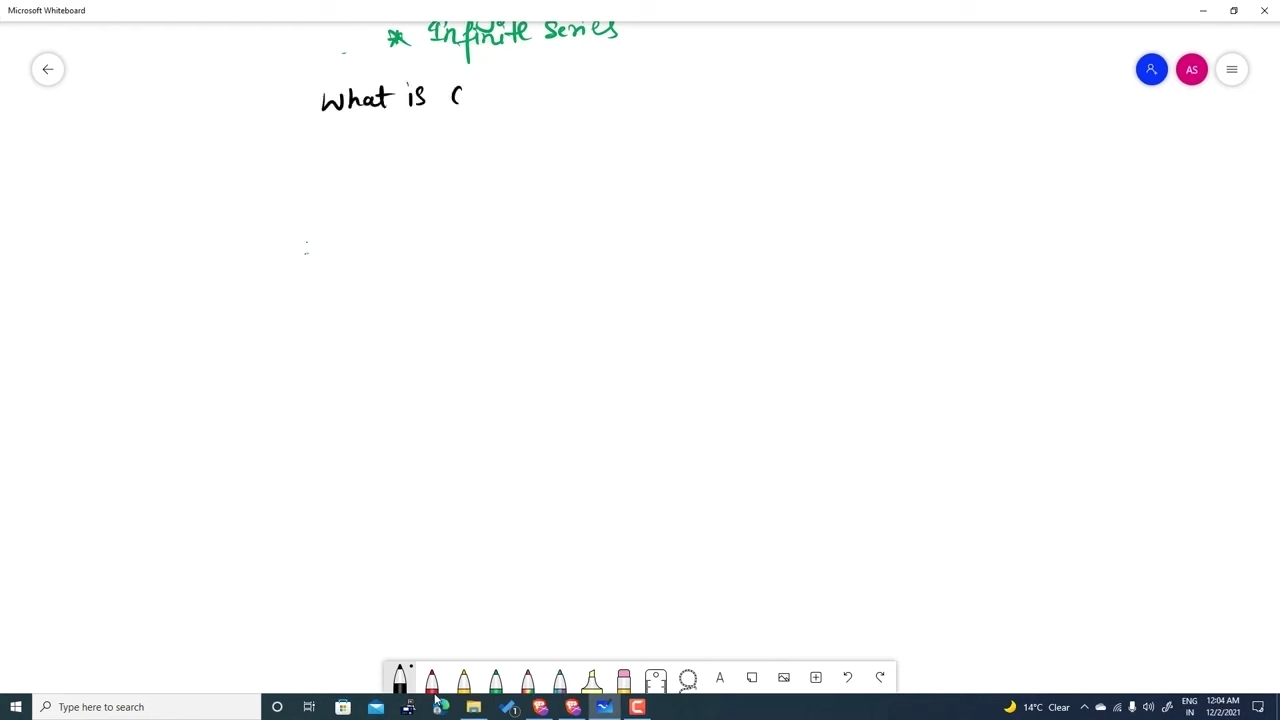 Microsoft Whiteboard
* Infinite Series
What is C
AS
A
Type here to search
1
14°C Clear
ENG
IN
12:04 AM
12/2/2021